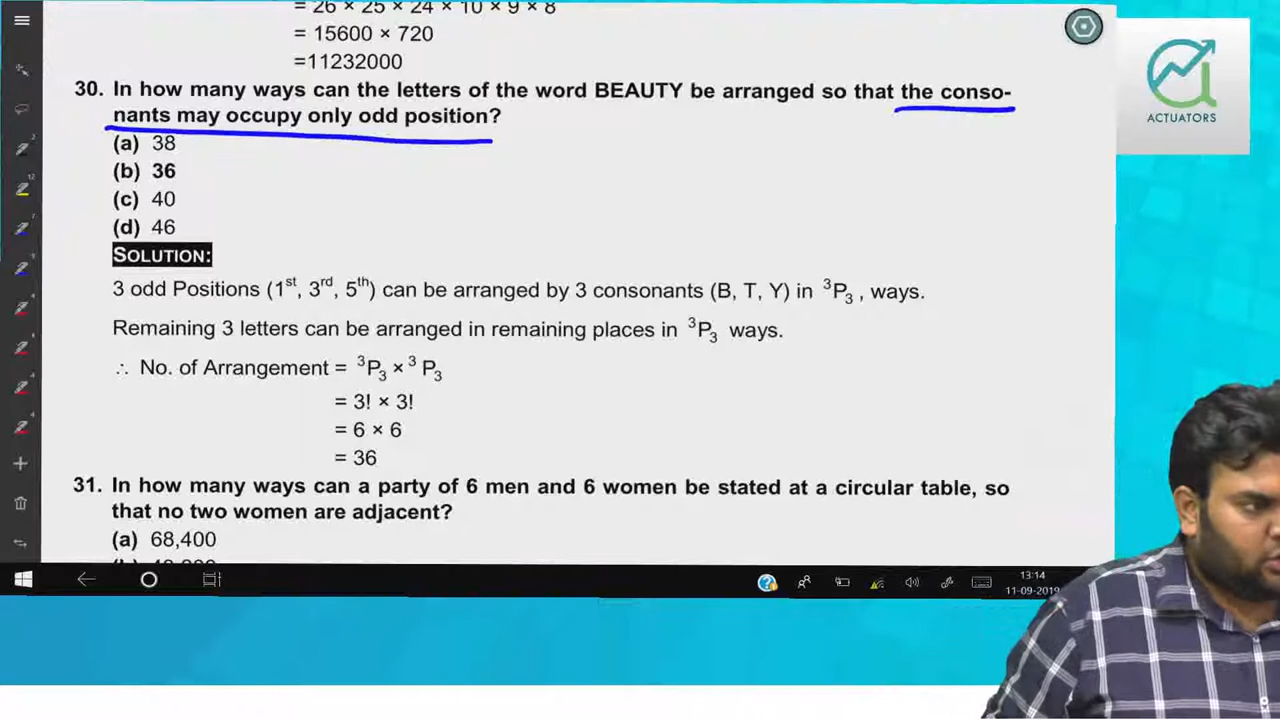 = 26 × 25 × 24 × 10 × 9 × 8
= 15600 × 720
=11232000
30. In how many ways can the letters of the word BEAUTY be arranged so that the conso-
nants may occupy only odd position?
(a) 38
(b) 36
(c) 40
(d) 46
SOLUTION:
3 odd Positions (1st, 3rd, 5th) can be arranged by 3 consonants (B, T, Y) in ³P₃ , ways.
Remaining 3 letters can be arranged in remaining places in ³P₃ ways.
∴ No. of Arrangement = ³P₃ ׳ P₃
= 3! × 3!
= 6 × 6
= 36
31. In how many ways can a party of 6 men and 6 women be stated at a circular table, so
that no two women are adjacent?
(a) 68,400
ACTUATORS
13:14
11-09-2019